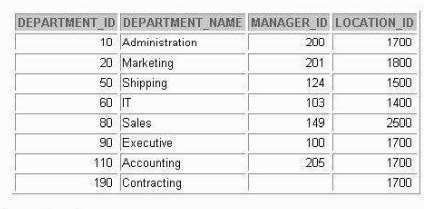 DEPARTMENT_ID DEPARTMENT_NAME MANAGER_ID LOCATION_ID
10 Administration 200 1700
20 Marketing 201 1800
50 Shipping 124 1500
60 IT 103 1400
80 Sales 149 2500
90 Executive 100 1700
110 Accounting 205 1700
190 Contracting 1700